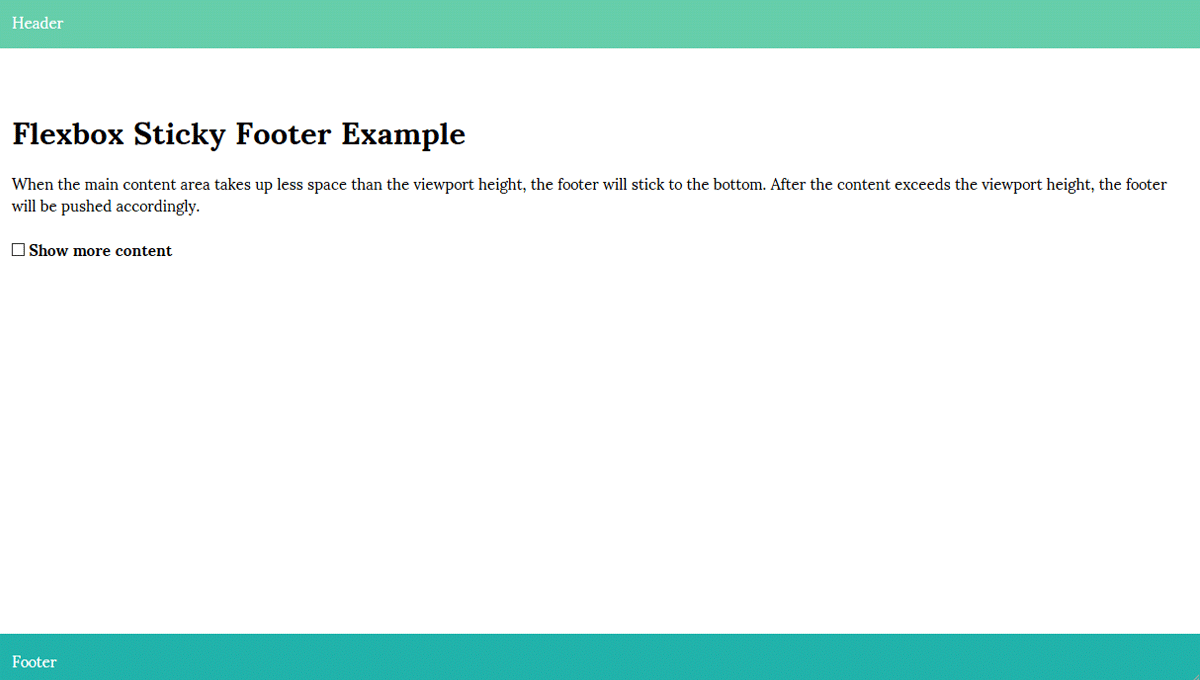 Header
Flexbox Sticky Footer Example
When the main content area takes up less space than the viewport height, the footer will stick to the bottom. After the content exceeds the viewport height, the footer
will be pushed accordingly.
Show more content
Footer